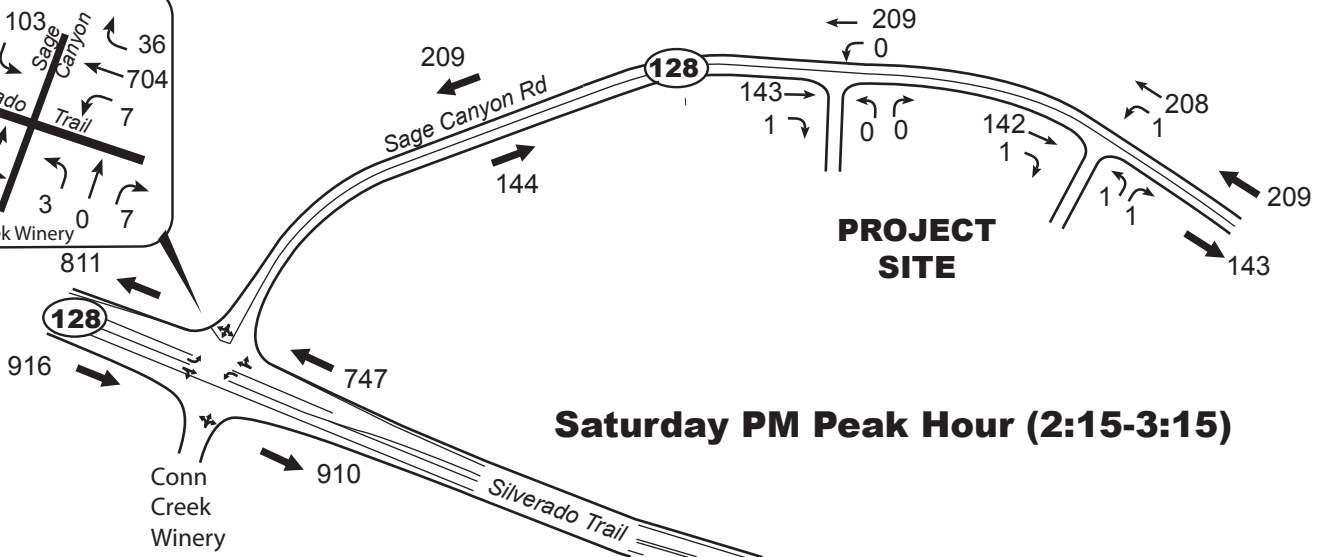 103
Sage
Canyon
36
704
ado
Trail
7
3
0
7
ek Winery
209
0
209
128
143
1
0
0
208
1
142
1
1
1
209
143
Sage Canyon Rd
144
PROJECT
SITE
811
128
916
747
910
Saturday PM Peak Hour (2:15-3:15)
Conn
Creek
Winery
Silverado Trail